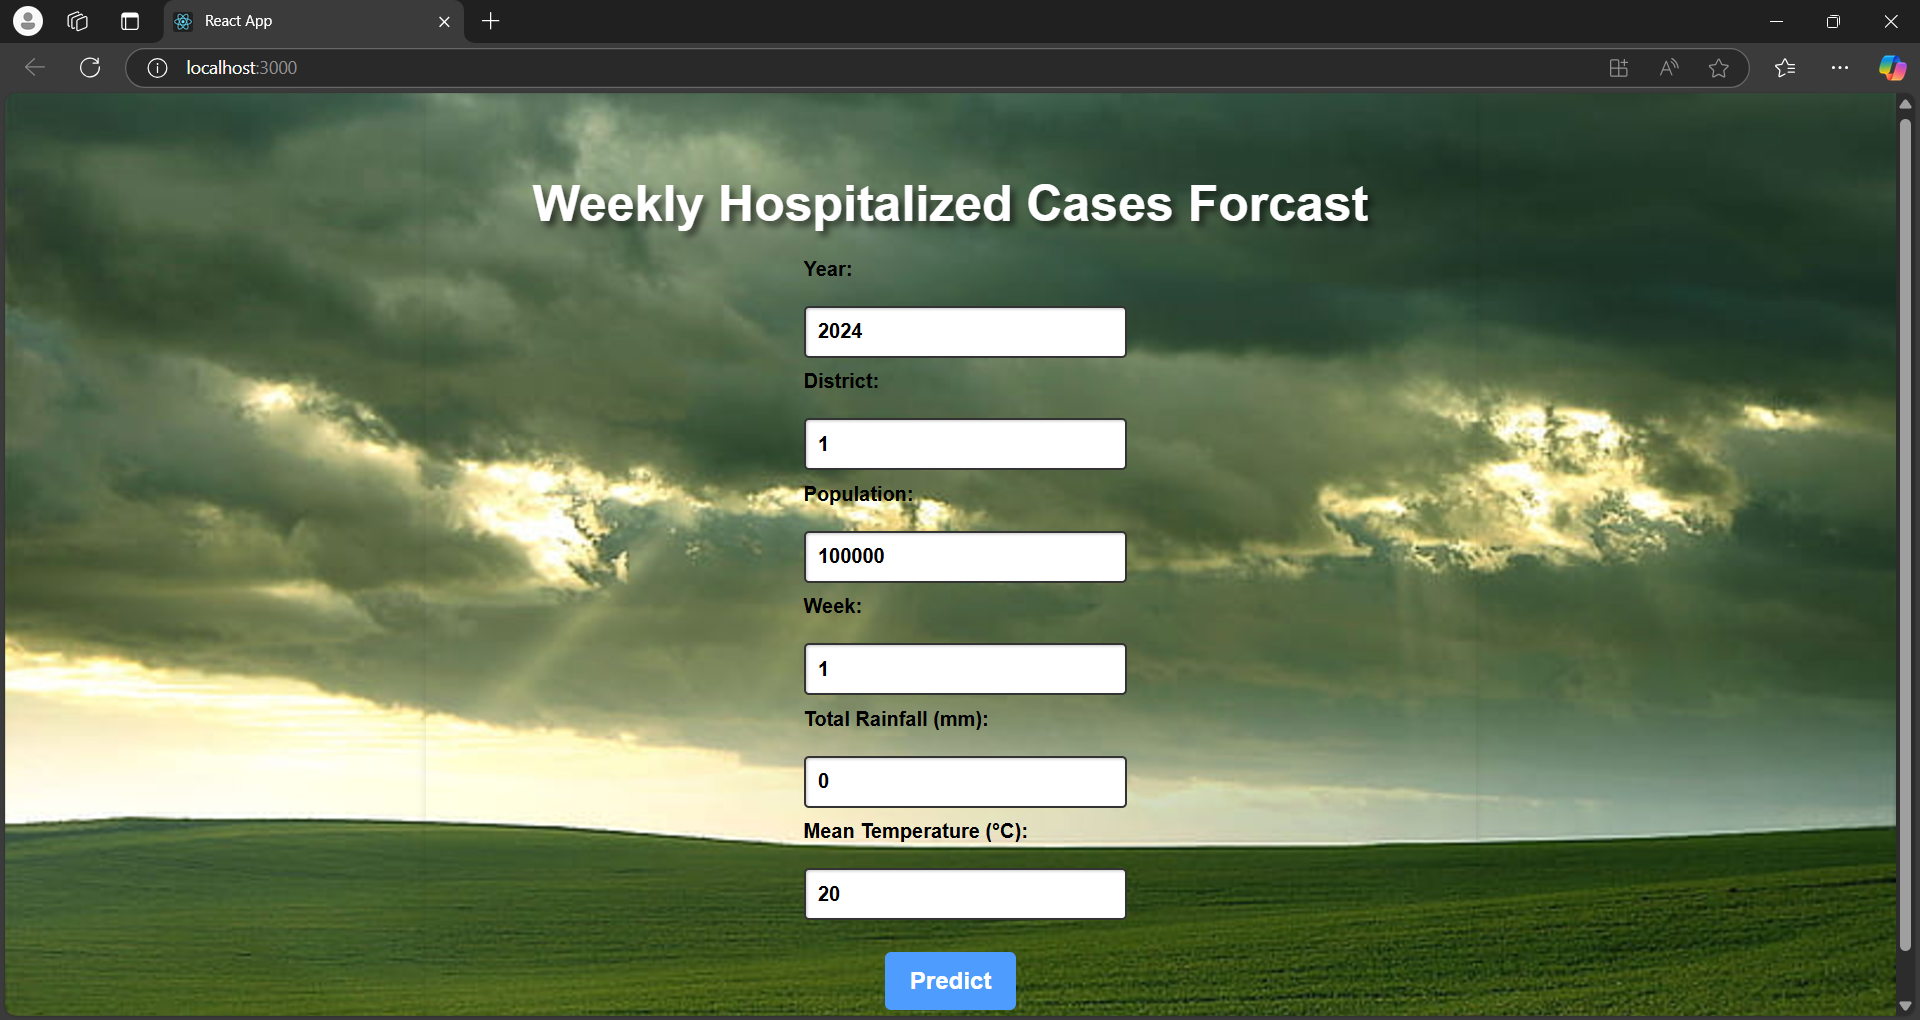 React App
localhost:3000
Weekly Hospitalized Cases Forcast
Year:
2024
District:
1
Population:
100000
Week:
1
Total Rainfall (mm):
0
Mean Temperature (°C):
20
Predict